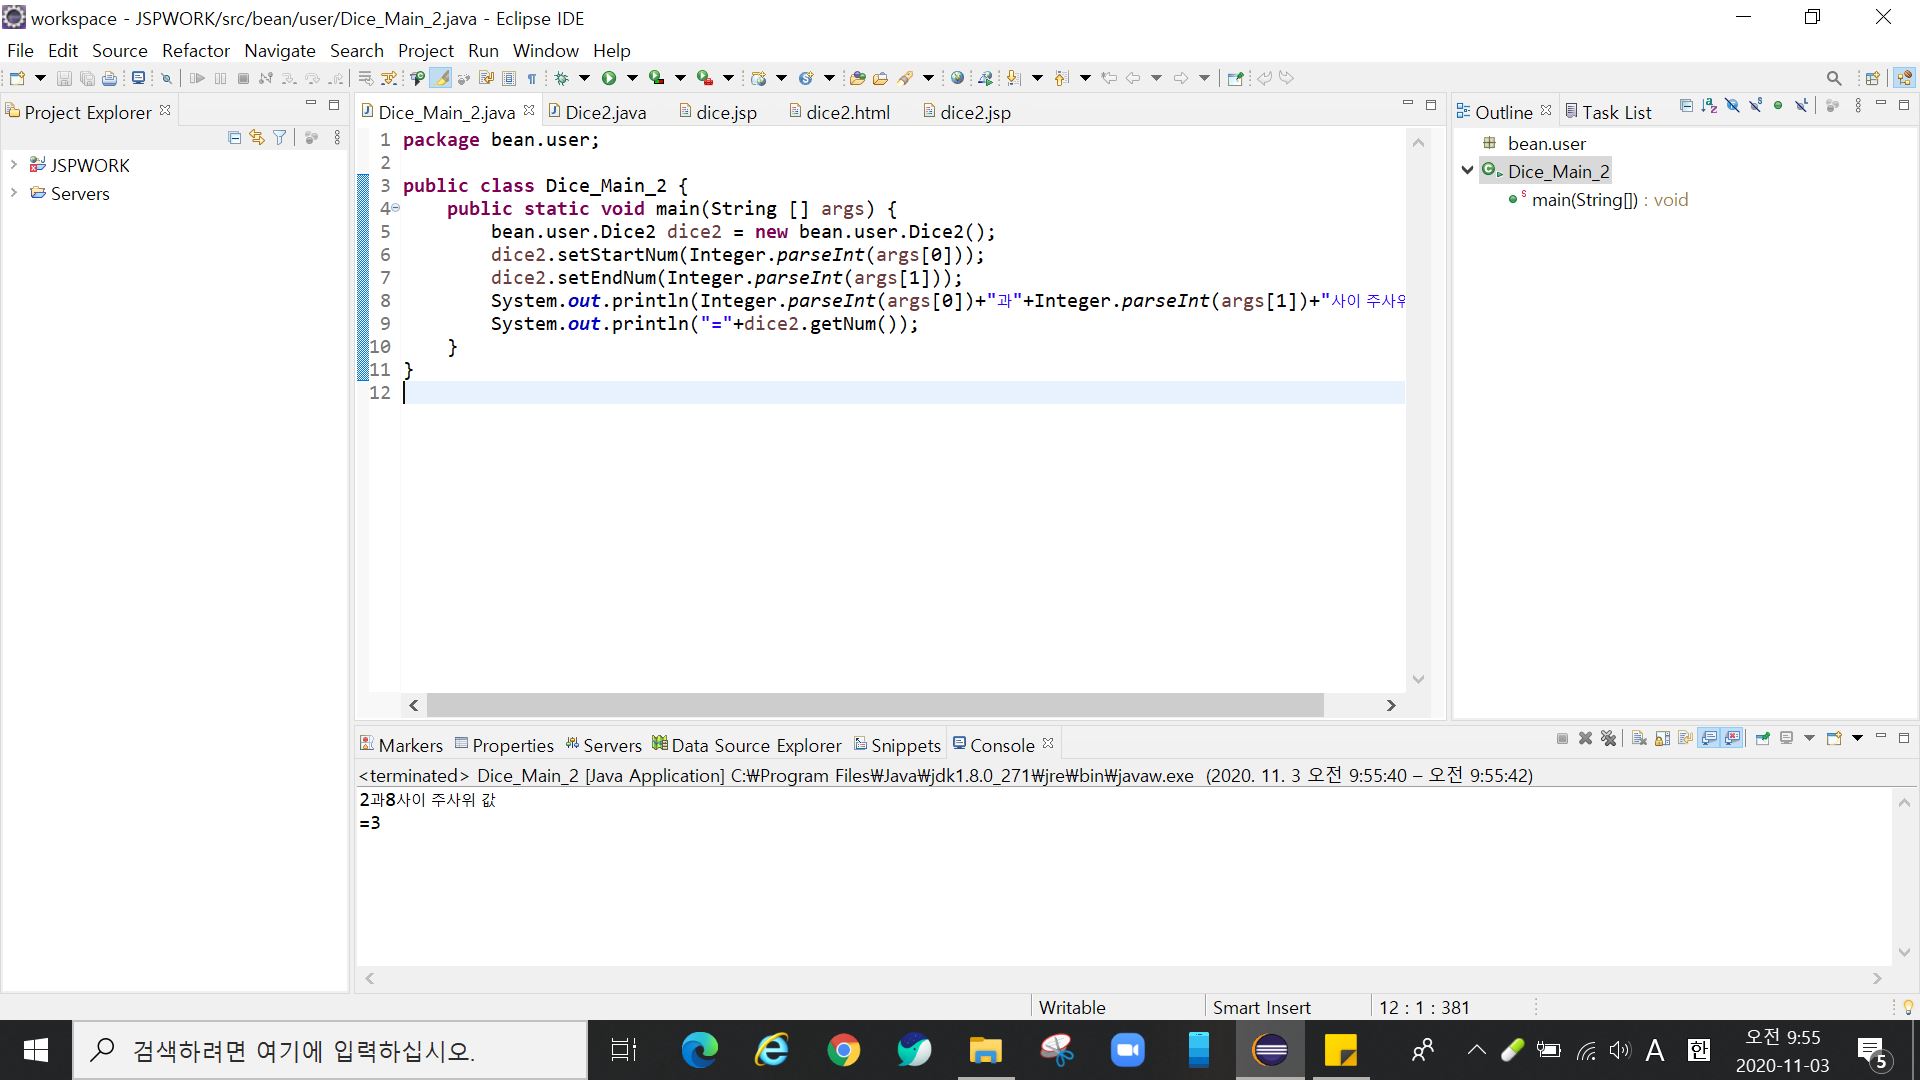 workspace - JSPWORK/src/bean/user/Dice_Main_2.java - Eclipse IDE
File Edit Source Refactor Navigate Search Project Run Window Help
Project Explorer
JSPWORK
Servers
Dice_Main_2.java Dice2.java dice.jsp dice2.html dice2.jsp
1 package bean.user;
2
3 public class Dice_Main_2 {
4 public static void main(String [] args) {
5 bean.user.Dice2 dice2 = new bean.user.Dice2();
6 dice2.setStartNum(Integer.parseInt(args[0]));
7 dice2.setEndNum(Integer.parseInt(args[1]));
8 System.out.println(Integer.parseInt(args[0])+"과"+Integer.parseInt(args[1])+"사이 주사위
9 System.out.println("="+dice2.getNum());
10 }
11 }
12
Outline Task List
bean.user
Dice_Main_2
main(String[]) : void
Markers Properties Servers Data Source Explorer Snippets Console
<terminated> Dice_Main_2 [Java Application] C:₩Program Files₩Java₩jdk1.8.0_271₩jre₩bin₩javaw.exe (2020. 11. 3 오전 9:55:40 – 오전 9:55:42)
2과8사이 주사위 값
=3
Writable Smart Insert 12 : 1 : 381
검색하려면 여기에 입력하십시오.
A 한
오전 9:55
2020-11-03
5